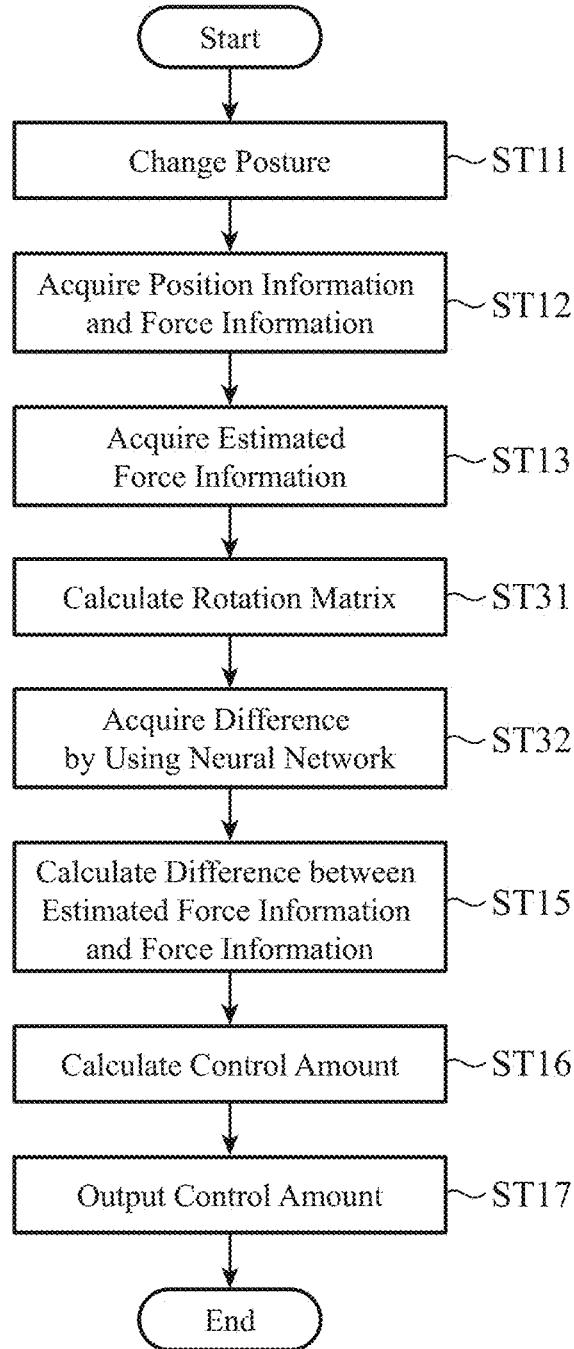 Start
Change Posture
ST11
Acquire Position Information
and Force Information
ST12
Acquire Estimated
Force Information
ST13
Calculate Rotation Matrix
ST31
Acquire Difference
by Using Neural Network
ST32
Calculate Difference between
Estimated Force Information
and Force Information
ST15
Calculate Control Amount
ST16
Output Control Amount
ST17
End